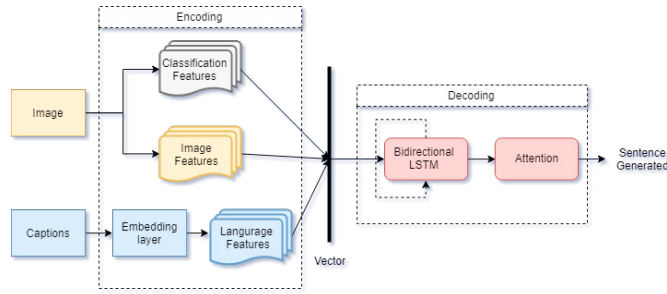 Encoding
Classification
Features
Decoding
Image
Image
Features
Bidirectional
LSTM
Attention
Sentence
Generated
Captions
Embedding
layer
Langurage
Features
Vector